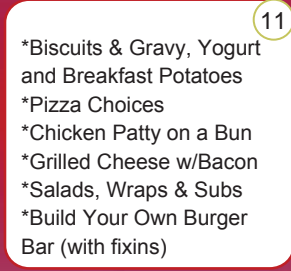 11
*Biscuits & Gravy, Yogurt
and Breakfast Potatoes
*Pizza Choices
*Chicken Patty on a Bun
*Grilled Cheese w/Bacon
*Salads, Wraps & Subs
*Build Your Own Burger
Bar (with fixins)